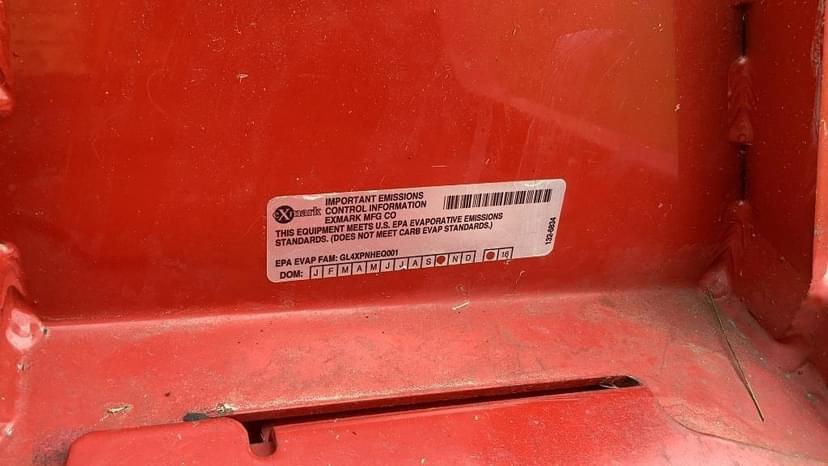 eXmark
IMPORTANT EMISSIONS
CONTROL INFORMATION
EXMARK MFG CO
THIS EQUIPMENT MEETS U.S. EPA EVAPORATIVE EMISSIONS
STANDARDS. (DOES NOT MEET CARB EVAP STANDARDS.)
EPA EVAP FAM: GL4XPNHEQ001
DOM: J F M A M J J A S N D 16
132-6834